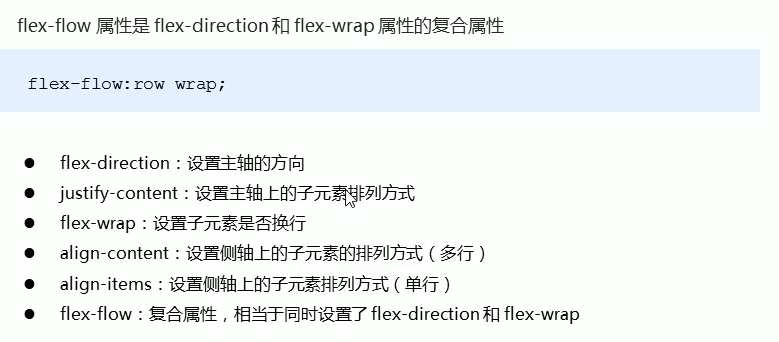 flex-flow 属性是 flex-direction 和 flex-wrap 属性的复合属性
flex-flow:row wrap;
● flex-direction：设置主轴的方向
● justify-content：设置主轴上的子元素排列方式
● flex-wrap：设置子元素是否换行
● align-content：设置侧轴上的子元素的排列方式（多行）
● align-items：设置侧轴上的子元素排列方式（单行）
● flex-flow：复合属性，相当于同时设置了 flex-direction 和 flex-wrap